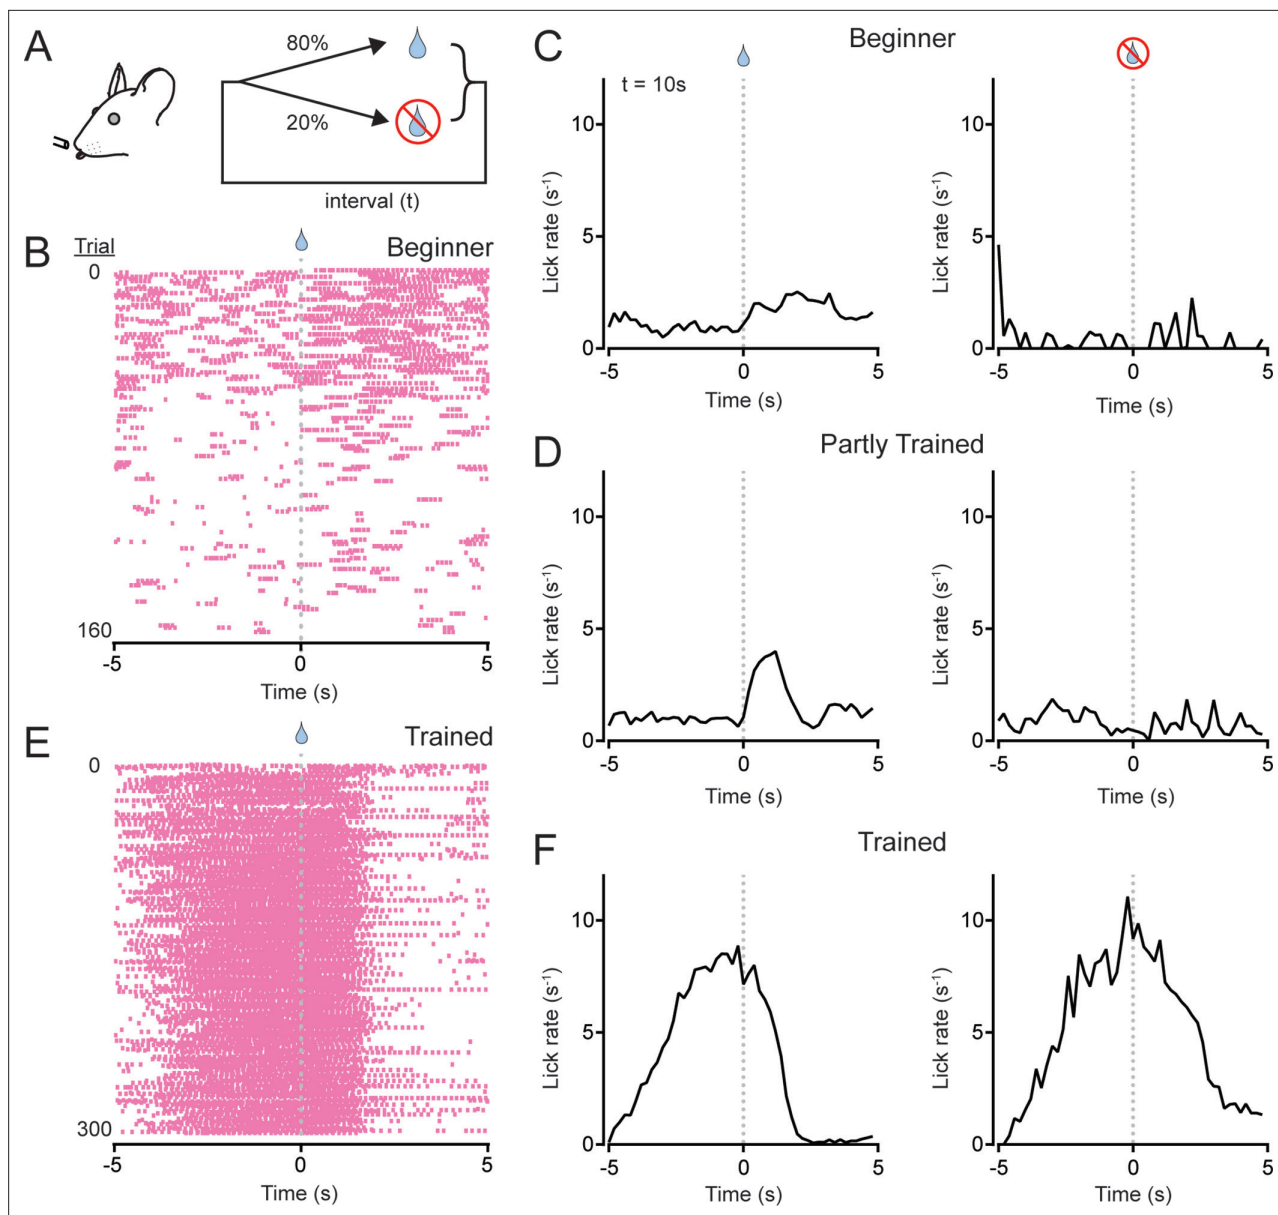 A
80%
20%
interval (t)
B
Trial
Beginner
0
160
-5
0
5
Time (s)
C
Beginner
t = 10s
10
5
0
Lick rate (s⁻¹)
-5
0
5
Time (s)
10
5
0
Lick rate (s⁻¹)
-5
0
5
Time (s)
D
Partly Trained
10
5
0
Lick rate (s⁻¹)
-5
0
5
Time (s)
10
5
0
Lick rate (s⁻¹)
-5
0
5
Time (s)
E
Trained
0
300
-5
0
5
Time (s)
F
Trained
10
5
0
Lick rate (s⁻¹)
-5
0
5
Time (s)
10
5
0
Lick rate (s⁻¹)
-5
0
5
Time (s)